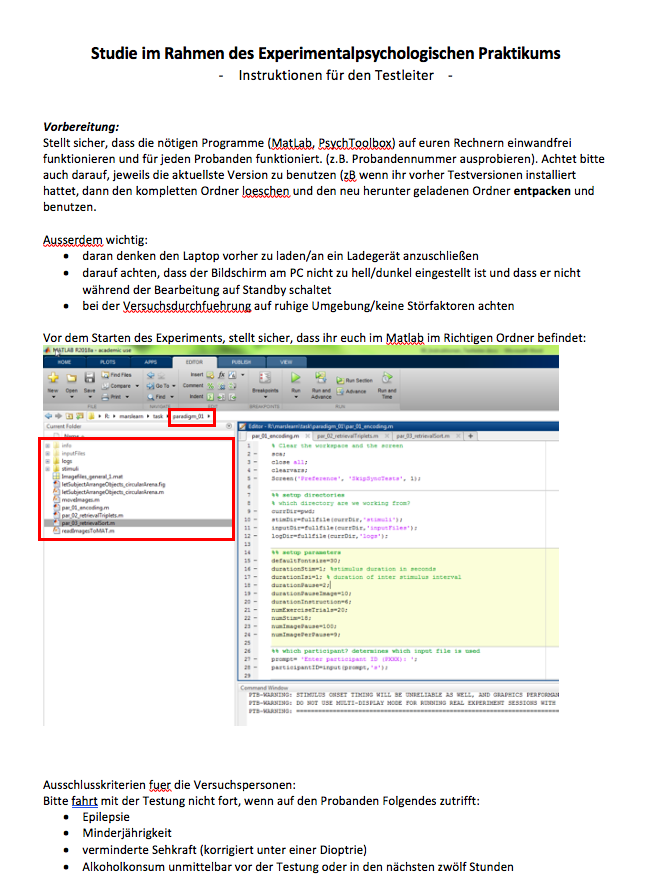 Studie im Rahmen des Experimentalpsychologischen Praktikums
- Instruktionen für den Testleiter -
Vorbereitung:
Stellt sicher, dass die nötigen Programme (MatLab, PsychToolbox) auf euren Rechnern einwandfrei
funktionieren und für jeden Probanden funktioniert. (z.B. Probandennummer ausprobieren). Achtet bitte
auch darauf, jeweils die aktuellste Version zu benutzen (zB wenn ihr vorher Testversionen installiert
hattet, dann den kompletten Ordner loeschen und den neu herunter geladenen Ordner entpacken und
benutzen.
Ausserdem wichtig:
• daran denken den Laptop vorher zu laden/an ein Ladegerät anzuschließen
• darauf achten, dass der Bildschirm am PC nicht zu hell/dunkel eingestellt ist und dass er nicht
während der Bearbeitung auf Standby schaltet
• bei der Versuchsdurchfuehrung auf ruhige Umgebung/keine Störfaktoren achten
Vor dem Starten des Experiments, stellt sicher, dass ihr euch im Matlab im Richtigen Ordner befindet:
MATLAB R2018a - academic use
HOME PLOTS APPS EDITOR PUBLISH VIEW
Find Files Insert
New Open Save Compare Go To Comment Breakpoints Run Run and Advance Run Section Advance Run and Time
Print Find Indent
FILE NAVIGATE EDIT BREAKPOINTS RUN
R: ▸ marslearn ▸ task ▸ paradigm_01 ▸
Current Folder
Name
info
inputFiles
logs
stimuli
Imagefiles_general_1.mat
letSubjectArrangeObjects_circularArena.fig
letSubjectArrangeObjects_circularArena.m
moveImages.m
par_01_encoding.m
par_02_retrievalTriplets.m
par_03_retrievalSort.m
readImagesToMAT.m
Editor - R:\marslearn\task\paradigm_01\par_01_encoding.m
par_01_encoding.m par_02_retrievalTriplets.m par_03_retrievalSort.m +
1 % Clear the workspace and the screen
2 sca;
3 close all;
4 clearvars;
5 Screen('Preference', 'SkipSyncTests', 1);
6
7 %% setup directories
8 % which directory are we working from?
9 currDir=pwd;
10 stimDir=fullfile(currDir,'stimuli');
11 inputDir=fullfile(currDir,'inputFiles');
12 logDir=fullfile(currDir,'logs');
13
14 %% setup parameters
15 defaultFontsize=30;
16 durationStim=1; %stimulus duration in seconds
17 durationIsi=1; % duration of inter stimulus interval
18 durationPause=2;
19 durationPauseImage=10;
20 durationInstruction=6;
21 numExerciseTrials=20;
22 numStim=18;
23 numImagePause=100;
24 numImagePerPause=9;
25
26 %% which participant? determines which input file is used
27 prompt= 'Enter participant ID (PXXX): ';
28 participantID=input(prompt,'s');
29
Command Window
PTB-WARNING: STIMULUS ONSET TIMING WILL BE UNRELIABLE AS WELL, AND GRAPHICS PERFORMAN
PTB-WARNING: DO NOT USE MULTI-DISPLAY MODE FOR RUNNING REAL EXPERIMENT SESSIONS WITH
PTB-WARNING: ==================================================
Ausschlusskriterien fuer die Versuchspersonen:
Bitte fahrt mit der Testung nicht fort, wenn auf den Probanden Folgendes zutrifft:
• Epilepsie
• Minderjährigkeit
• verminderte Sehkraft (korrigiert unter einer Dioptrie)
• Alkoholkonsum unmittelbar vor der Testung oder in den nächsten zwölf Stunden